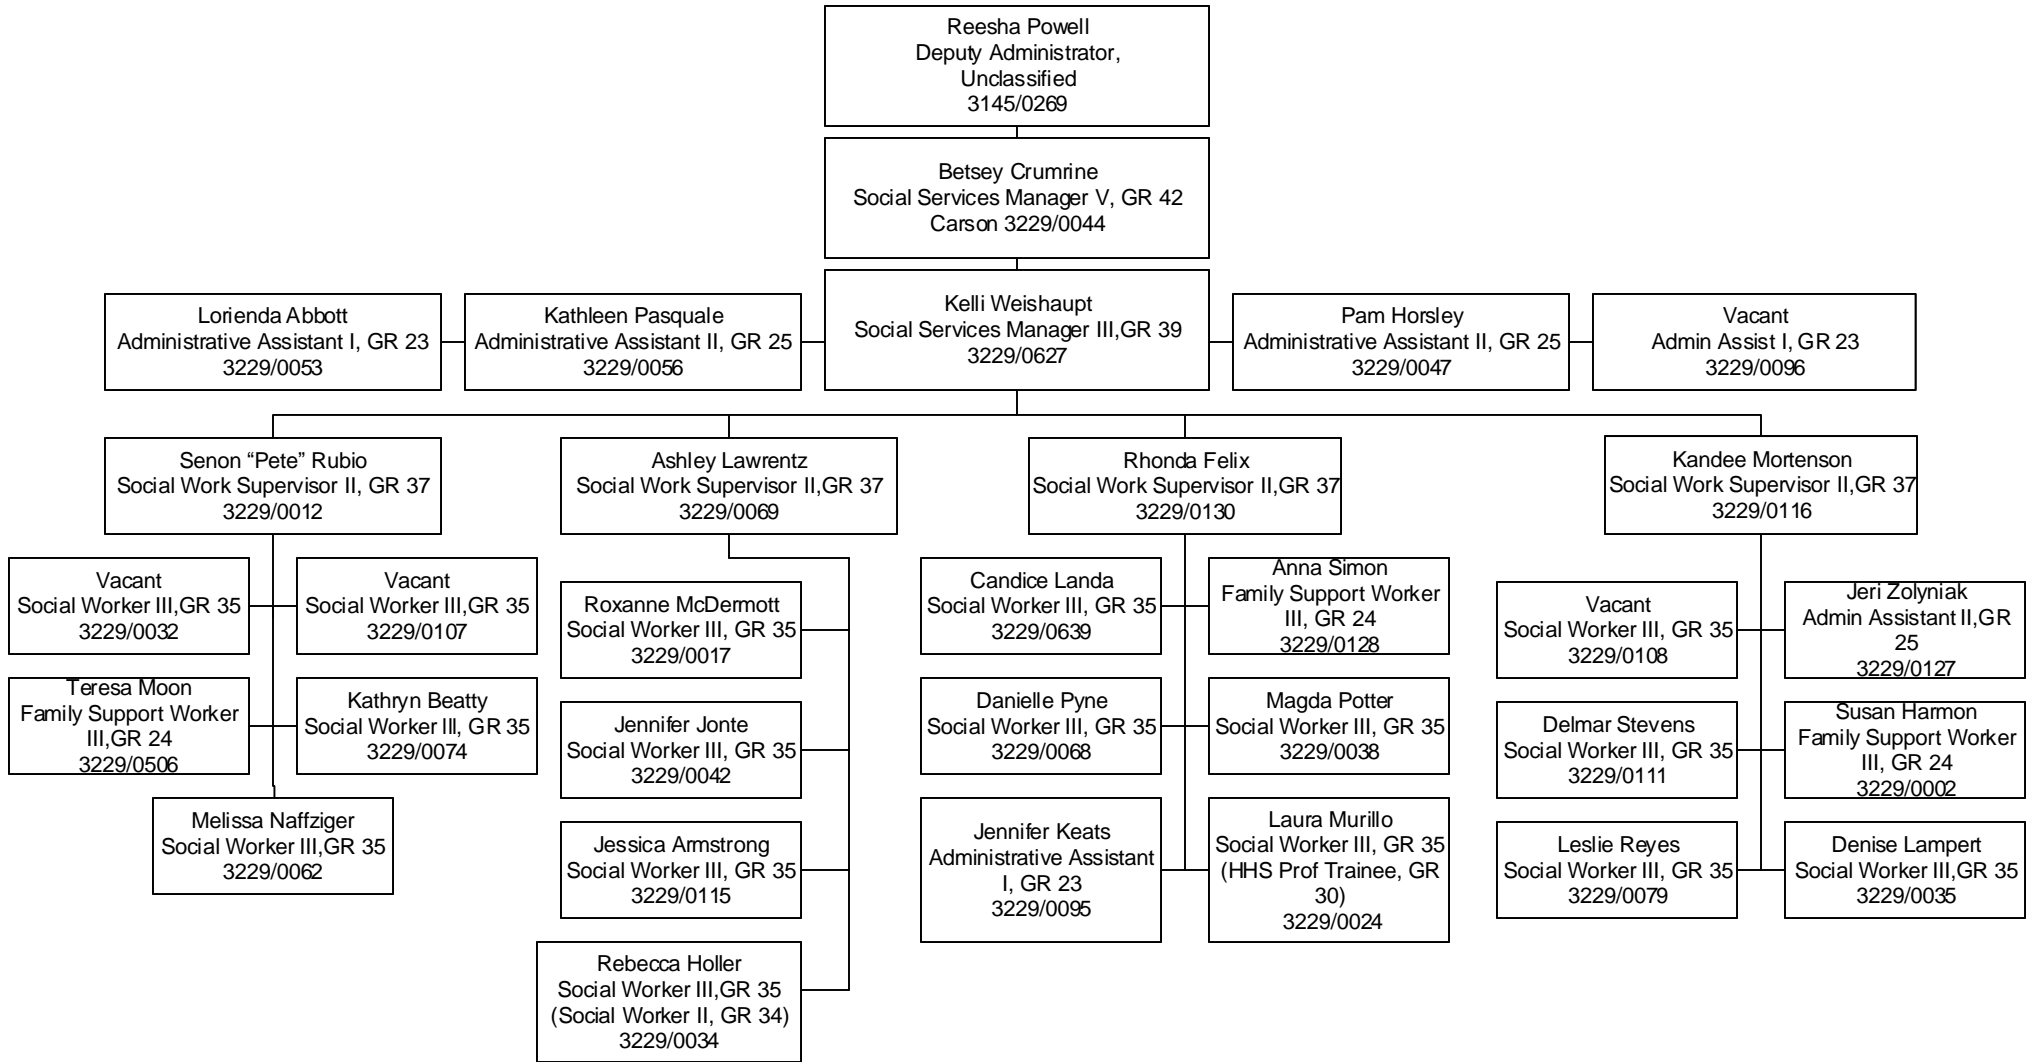 Reesha Powell
Deputy Administrator,
Unclassified
3145/0269
Betsey Crumrine
Social Services Manager V, GR 42
Carson 3229/0044
Lorienda Abbott
Administrative Assistant I, GR 23
3229/0053
Kathleen Pasquale
Administrative Assistant II, GR 25
3229/0056
Kelli Weishaupt
Social Services Manager III,GR 39
3229/0627
Pam Horsley
Administrative Assistant II, GR 25
3229/0047
Vacant
Admin Assist I, GR 23
3229/0096
Senon “Pete” Rubio
Social Work Supervisor II, GR 37
3229/0012
Ashley Lawrentz
Social Work Supervisor II,GR 37
3229/0069
Rhonda Felix
Social Work Supervisor II,GR 37
3229/0130
Kandee Mortenson
Social Work Supervisor II,GR 37
3229/0116
Vacant
Social Worker III,GR 35
3229/0032
Vacant
Social Worker III,GR 35
3229/0107
Teresa Moon
Family Support Worker
III,GR 24
3229/0506
Kathryn Beatty
Social Worker III, GR 35
3229/0074
Melissa Naffziger
Social Worker III,GR 35
3229/0062
Roxanne McDermott
Social Worker III, GR 35
3229/0017
Jennifer Jonte
Social Worker III, GR 35
3229/0042
Jessica Armstrong
Social Worker III, GR 35
3229/0115
Rebecca Holler
Social Worker III,GR 35
(Social Worker II, GR 34)
3229/0034
Candice Landa
Social Worker III, GR 35
3229/0639
Anna Simon
Family Support Worker
III, GR 24
3229/0128
Danielle Pyne
Social Worker III, GR 35
3229/0068
Magda Potter
Social Worker III, GR 35
3229/0038
Jennifer Keats
Administrative Assistant
I, GR 23
3229/0095
Laura Murillo
Social Worker III, GR 35
(HHS Prof Trainee, GR
30)
3229/0024
Vacant
Social Worker III, GR 35
3229/0108
Jeri Zolyniak
Admin Assistant II,GR
25
3229/0127
Delmar Stevens
Social Worker III, GR 35
3229/0111
Susan Harmon
Family Support Worker
III, GR 24
3229/0002
Leslie Reyes
Social Worker III, GR 35
3229/0079
Denise Lampert
Social Worker III,GR 35
3229/0035